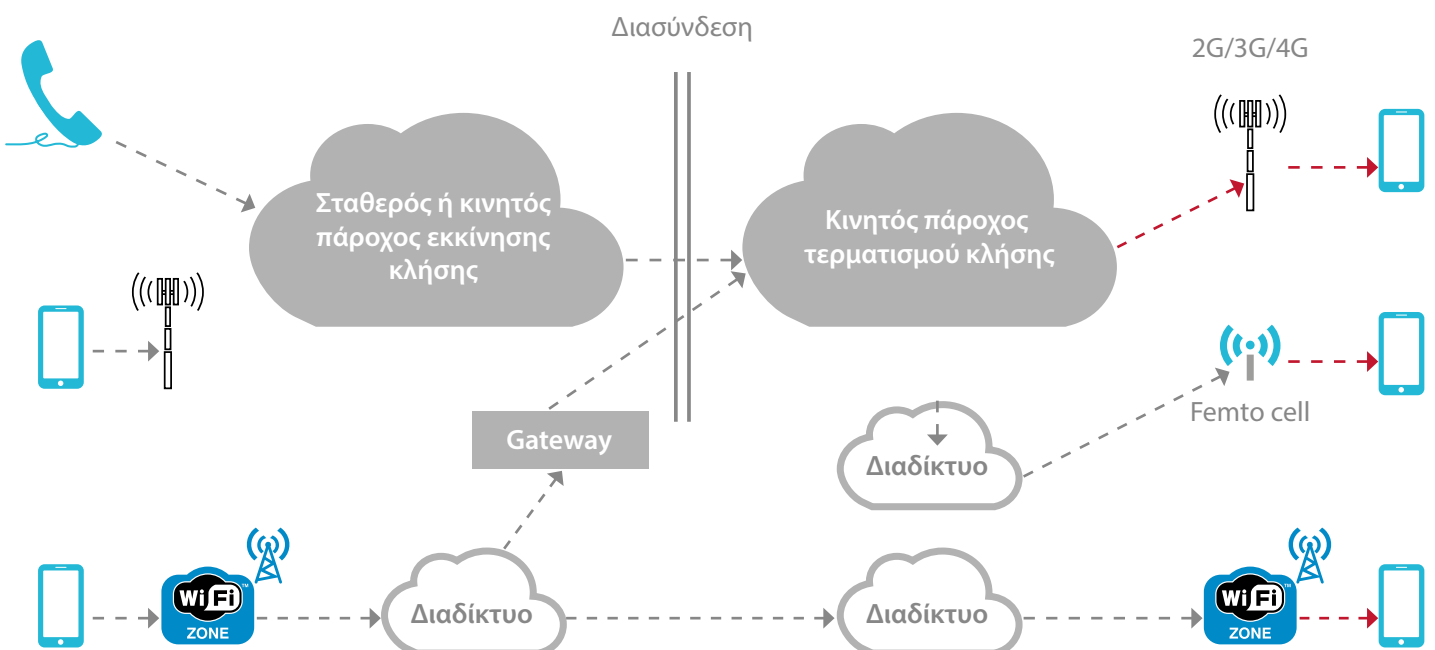 Διασύνδεση
2G/3G/4G
Σταθερός ή κινητός
πάροχος εκκίνησης
κλήσης
Κινητός πάροχος
τερματισμού κλήσης
Femto cell
Gateway
Διαδίκτυο
WiFi
ZONE
Διαδίκτυο
Διαδίκτυο
WiFi
ZONE